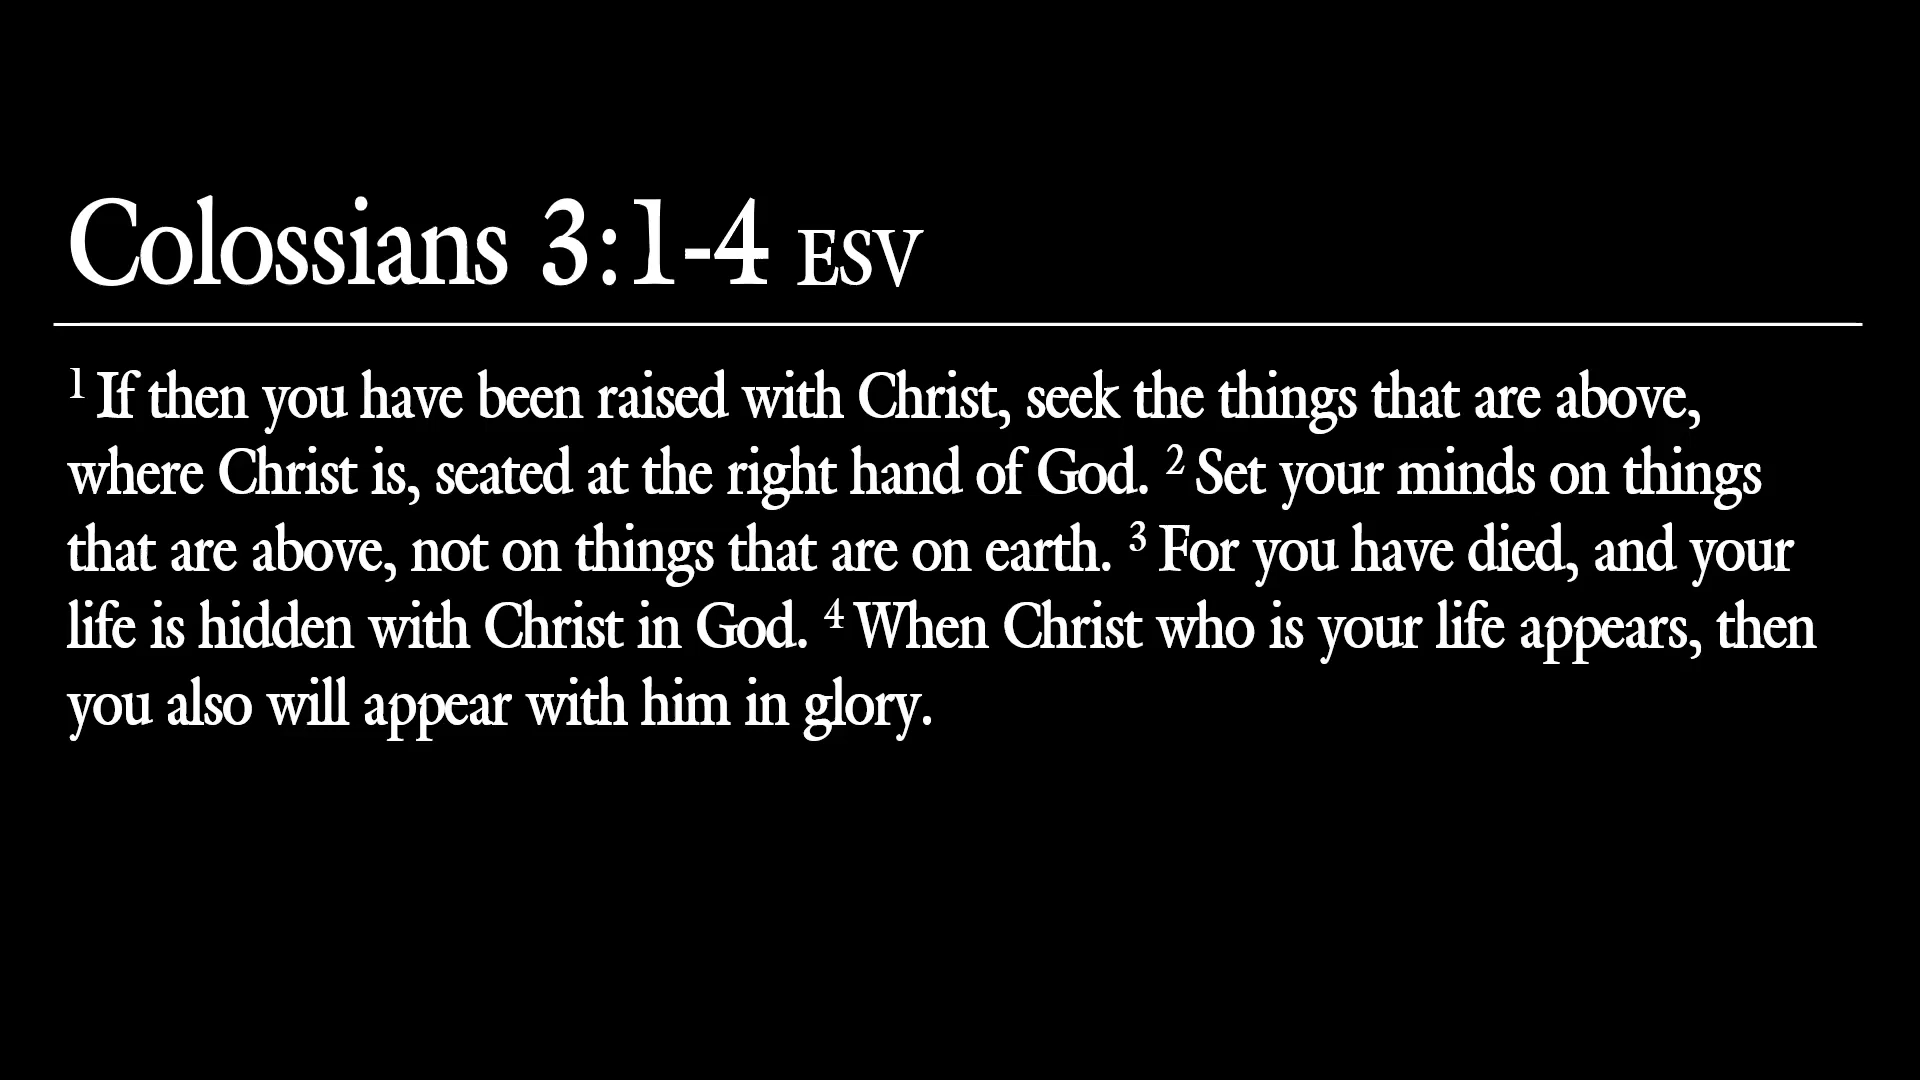 Colossians 3:1-4 ESV
1 If then you have been raised with Christ, seek the things that are above,
where Christ is, seated at the right hand of God. 2 Set your minds on things
that are above, not on things that are on earth. 3 For you have died, and your
life is hidden with Christ in God. 4 When Christ who is your life appears, then
you also will appear with him in glory.